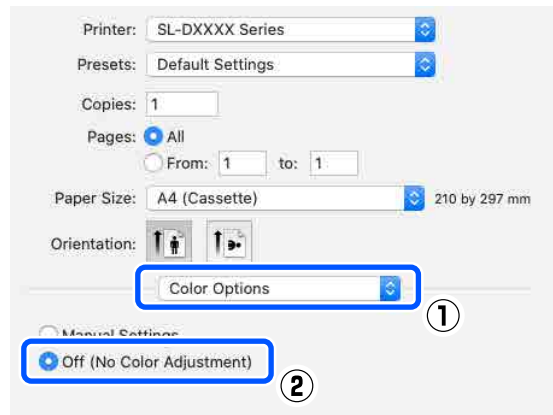 Printer: SL-DXXXX Series
Presets: Default Settings
Copies: 1
Pages: All
From: 1 to: 1
Paper Size: A4 (Cassette) 210 by 297 mm
Orientation:
Color Options
①
Manual Settings
Off (No Color Adjustment)
②